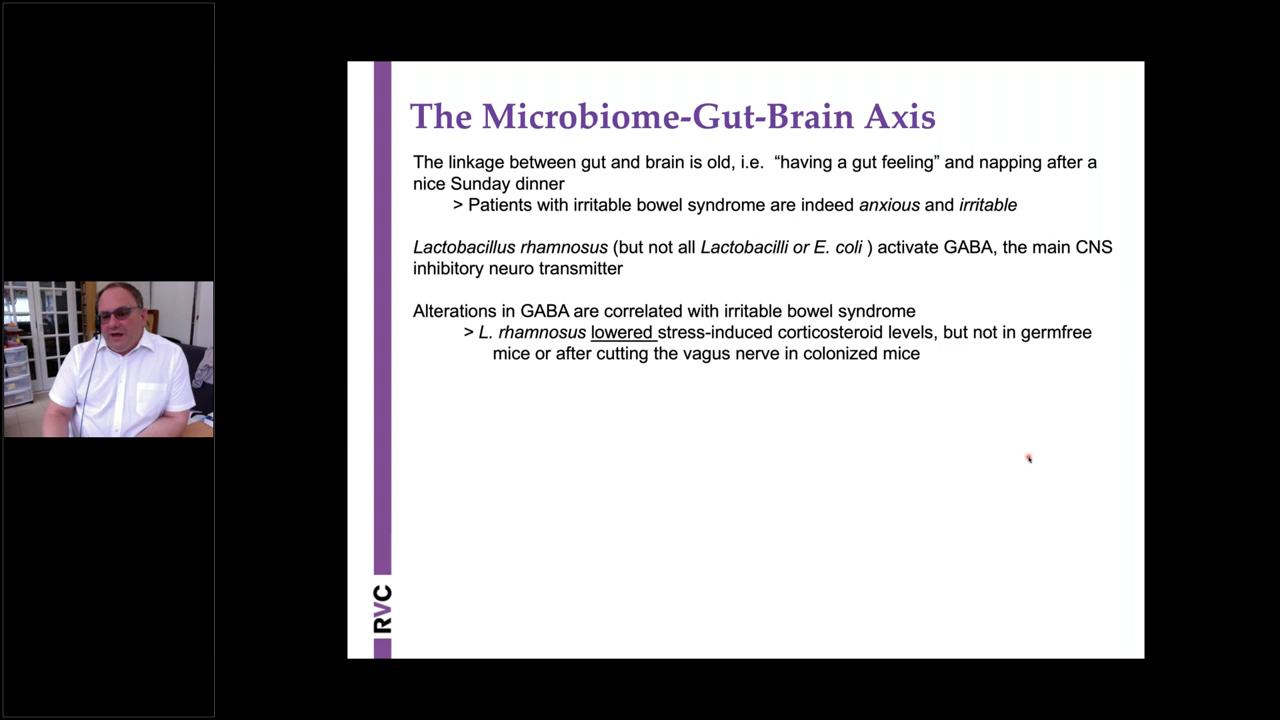 The Microbiome-Gut-Brain Axis
The linkage between gut and brain is old, i.e.  “having a gut feeling” and napping after a
nice Sunday dinner
> Patients with irritable bowel syndrome are indeed anxious and irritable
Lactobacillus rhamnosus (but not all Lactobacilli or E. coli ) activate GABA, the main CNS
inhibitory neuro transmitter
Alterations in GABA are correlated with irritable bowel syndrome
> L. rhamnosus lowered stress-induced corticosteroid levels, but not in germfree
mice or after cutting the vagus nerve in colonized mice
RVC